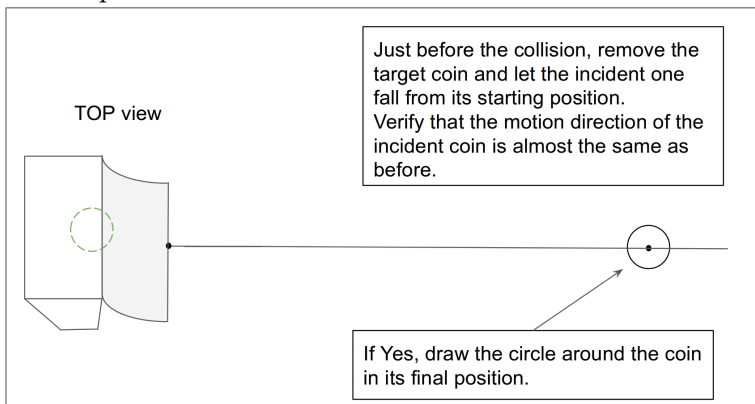 Just before the collision, remove the
target coin and let the incident one
fall from its starting position.
Verify that the motion direction of the
incident coin is almost the same as
before.
TOP view
If Yes, draw the circle around the coin
in its final position.